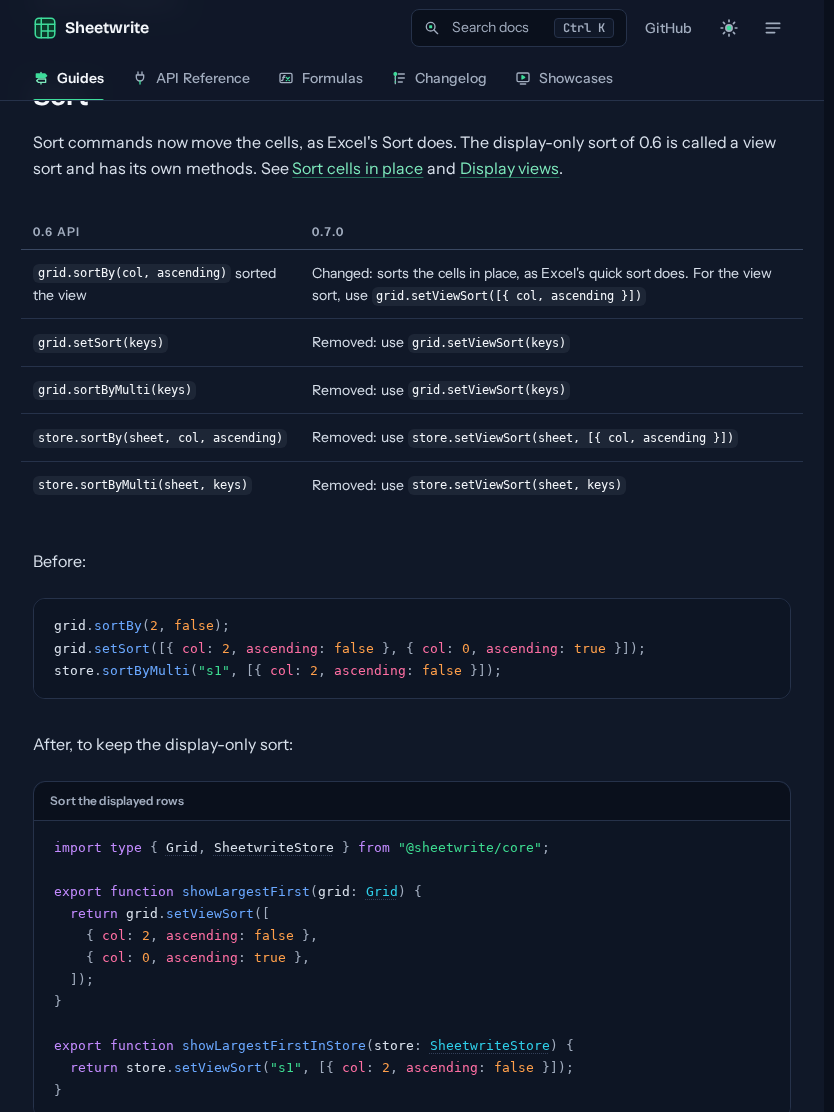 Sheetwrite
Search docs
Ctrl K
GitHub
Guides
API Reference
Formulas
Changelog
Showcases
Sort
Sort commands now move the cells, as Excel's Sort does. The display-only sort of 0.6 is called a view
sort and has its own methods. See Sort cells in place and Display views.
0.6 API
0.7.0
grid.sortBy(col, ascending) sorted
the view
Changed: sorts the cells in place, as Excel's quick sort does. For the view
sort, use grid.setViewSort([{ col, ascending }])
grid.setSort(keys)
Removed: use grid.setViewSort(keys)
grid.sortByMulti(keys)
Removed: use grid.setViewSort(keys)
store.sortBy(sheet, col, ascending)
Removed: use store.setViewSort(sheet, [{ col, ascending }])
store.sortByMulti(sheet, keys)
Removed: use store.setViewSort(sheet, keys)
Before:
grid.sortBy(2, false);
grid.setSort([{ col: 2, ascending: false }, { col: 0, ascending: true }]);
store.sortByMulti("s1", [{ col: 2, ascending: false }]);
After, to keep the display-only sort:
Sort the displayed rows
import type { Grid, SheetwriteStore } from "@sheetwrite/core";
export function showLargestFirst(grid: Grid) {
  return grid.setViewSort([
    { col: 2, ascending: false },
    { col: 0, ascending: true },
  ]);
}
export function showLargestFirstInStore(store: SheetwriteStore) {
  return store.setViewSort("s1", [{ col: 2, ascending: false }]);
}